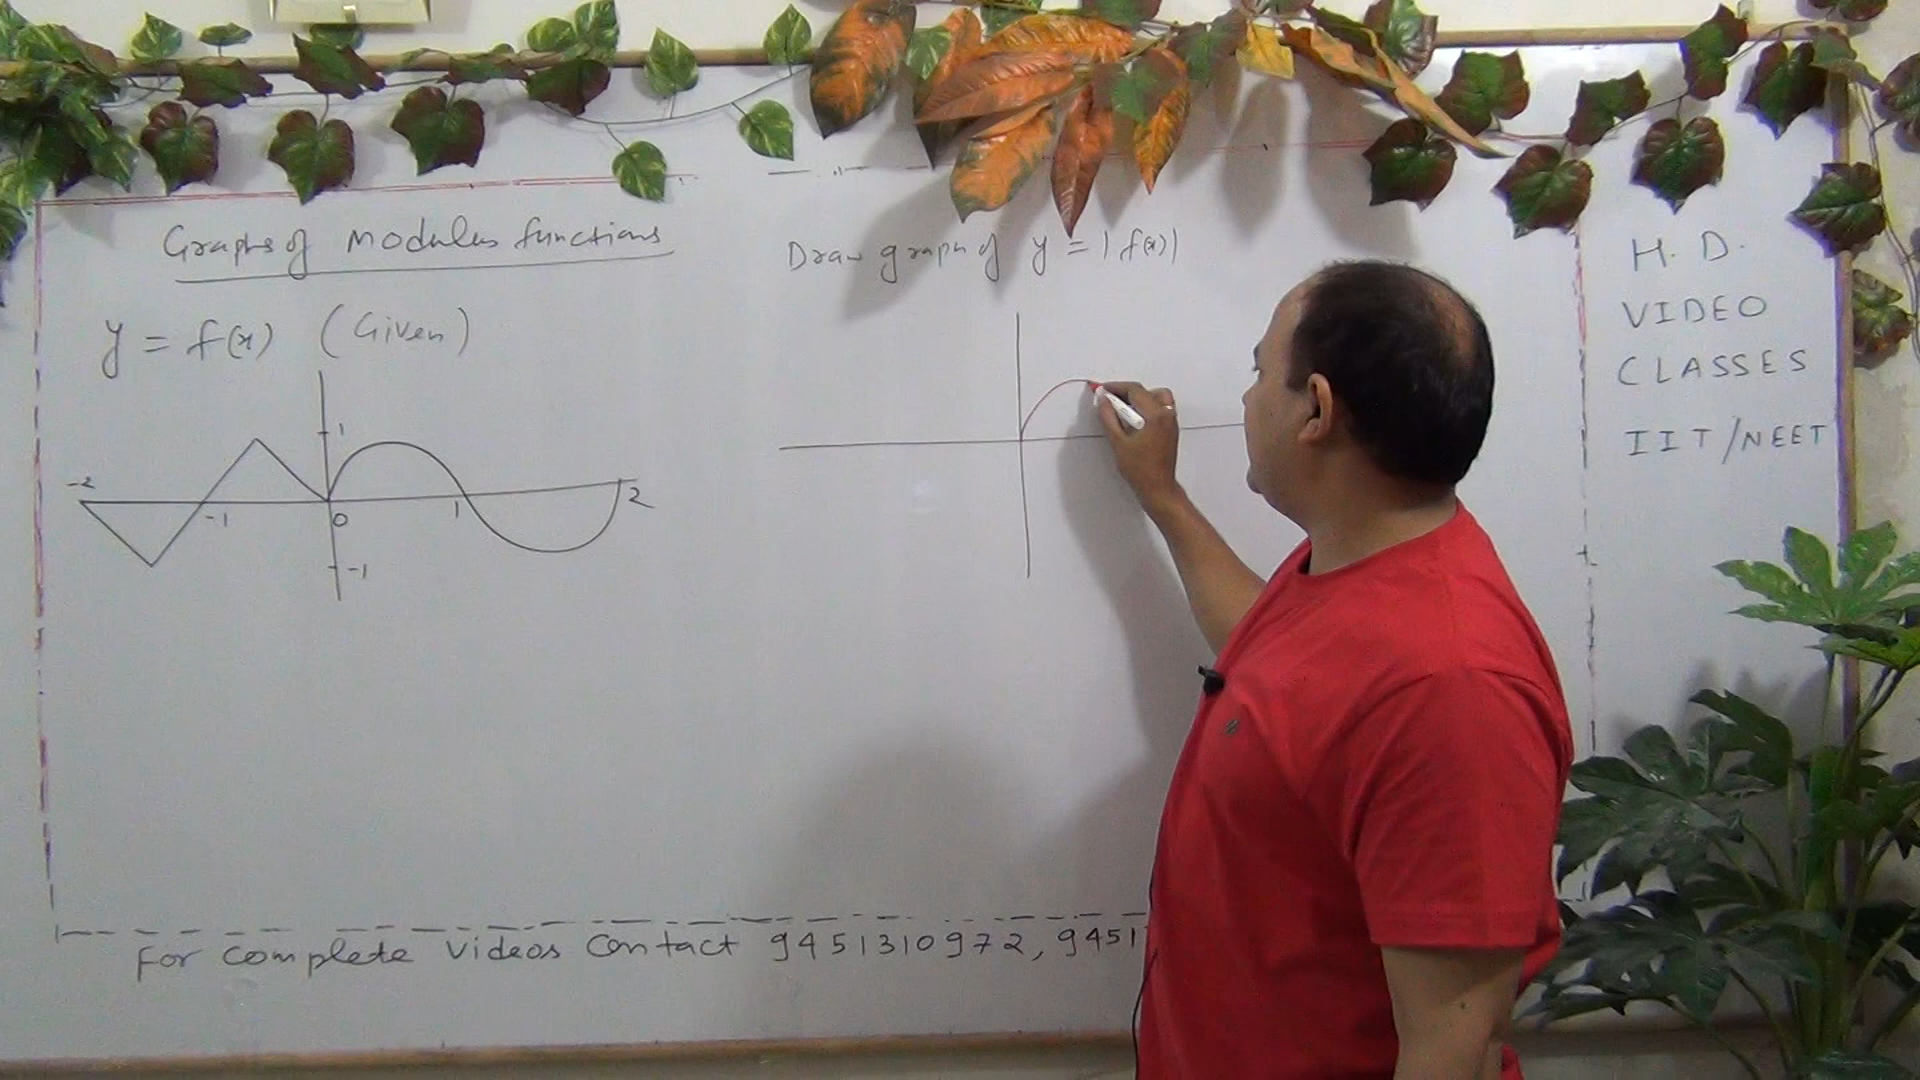 Graphs of Modulus functions
y = f(x) (Given)
1
-2
-1
0
1
2
-1
Draw graph of y = |f(x)|
H. D.
VIDEO
CLASSES
IIT/NEET
For complete videos contact 9451310972, 9451